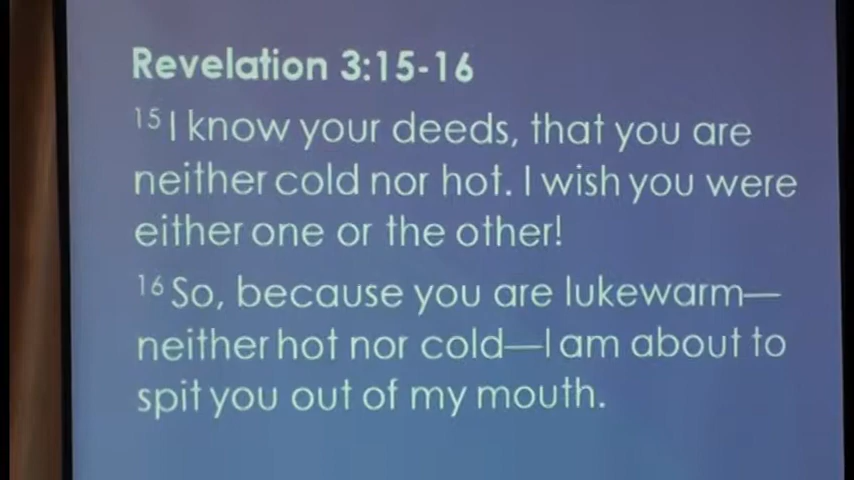 Revelation 3:15-16
15 I know your deeds, that you are
neither cold nor hot. I wish you were
either one or the other!
16 So, because you are lukewarm—
neither hot nor cold—I am about to
spit you out of my mouth.